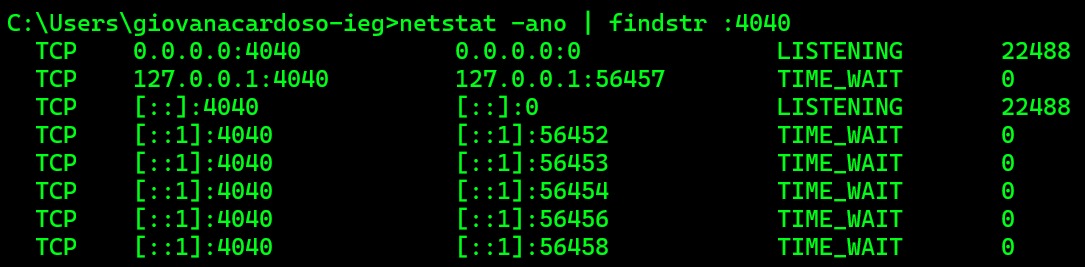 C:\Users\giovanacardoso-ieg>netstat -ano | findstr :4040
TCP 0.0.0.0:4040 0.0.0.0:0 LISTENING 22488
TCP 127.0.0.1:4040 127.0.0.1:56457 TIME_WAIT 0
TCP [::]:4040 [::]:0 LISTENING 22488
TCP [::1]:4040 [::1]:56452 TIME_WAIT 0
TCP [::1]:4040 [::1]:56453 TIME_WAIT 0
TCP [::1]:4040 [::1]:56454 TIME_WAIT 0
TCP [::1]:4040 [::1]:56456 TIME_WAIT 0
TCP [::1]:4040 [::1]:56458 TIME_WAIT 0